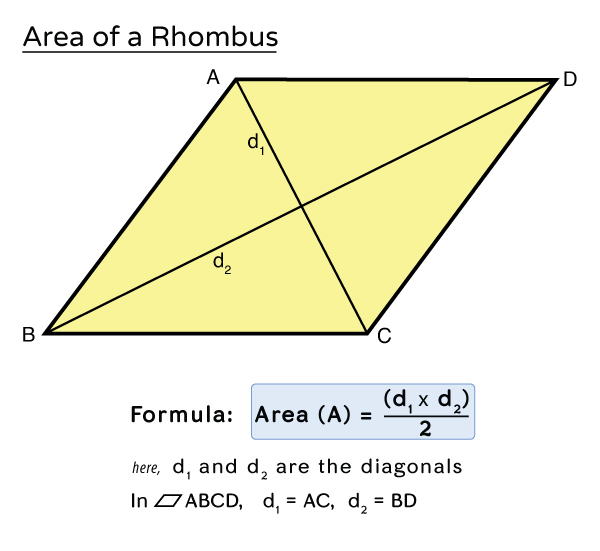 Area of a Rhombus
A
D
d₁
d₂
B
C
Formula: Area (A) = (d₁ x d₂) / 2
here, d₁ and d₂ are the diagonals
In ▱ABCD, d₁ = AC, d₂ = BD